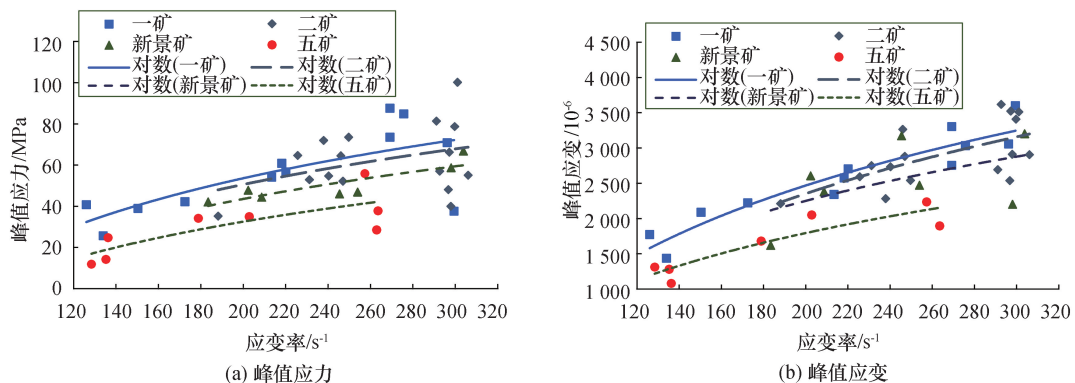 一矿 二矿
新景矿 五矿
对数(一矿) 对数(二矿)
对数(新景矿) 对数(五矿)
120
100
80
60
40
20
0
峰值应力/MPa
120 140 160 180 200 220 240 260 280 300 320
应变率/s-1
(a) 峰值应力
一矿 二矿
新景矿 五矿
对数(一矿) 对数(二矿)
对数(新景矿) 对数(五矿)
4 500
4 000
3 500
3 000
2 500
2 000
1 500
1 000
峰值应变/10-6
120 140 160 180 200 220 240 260 280 300 320
应变率/s-1
(b) 峰值应变